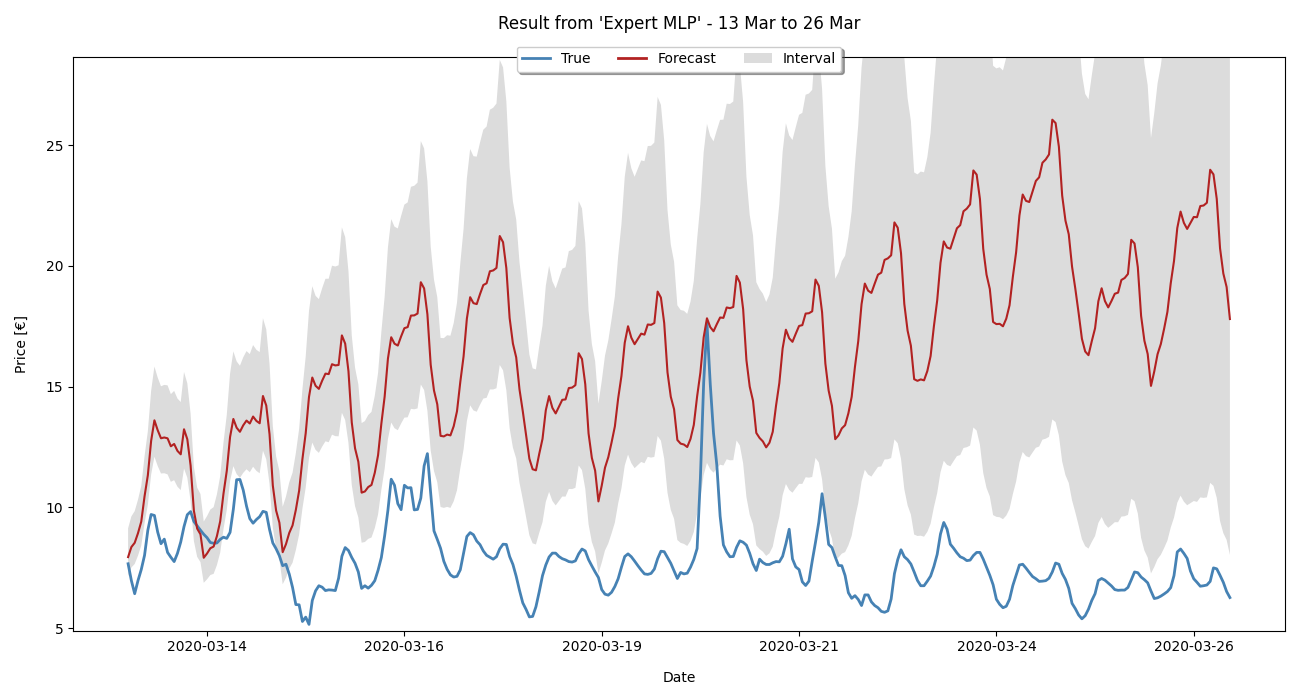 Result from 'Expert MLP' - 13 Mar to 26 Mar
True Forecast Interval
25
20
15
10
5
Price [€]
2020-03-14 2020-03-16 2020-03-19 2020-03-21 2020-03-24 2020-03-26
Date